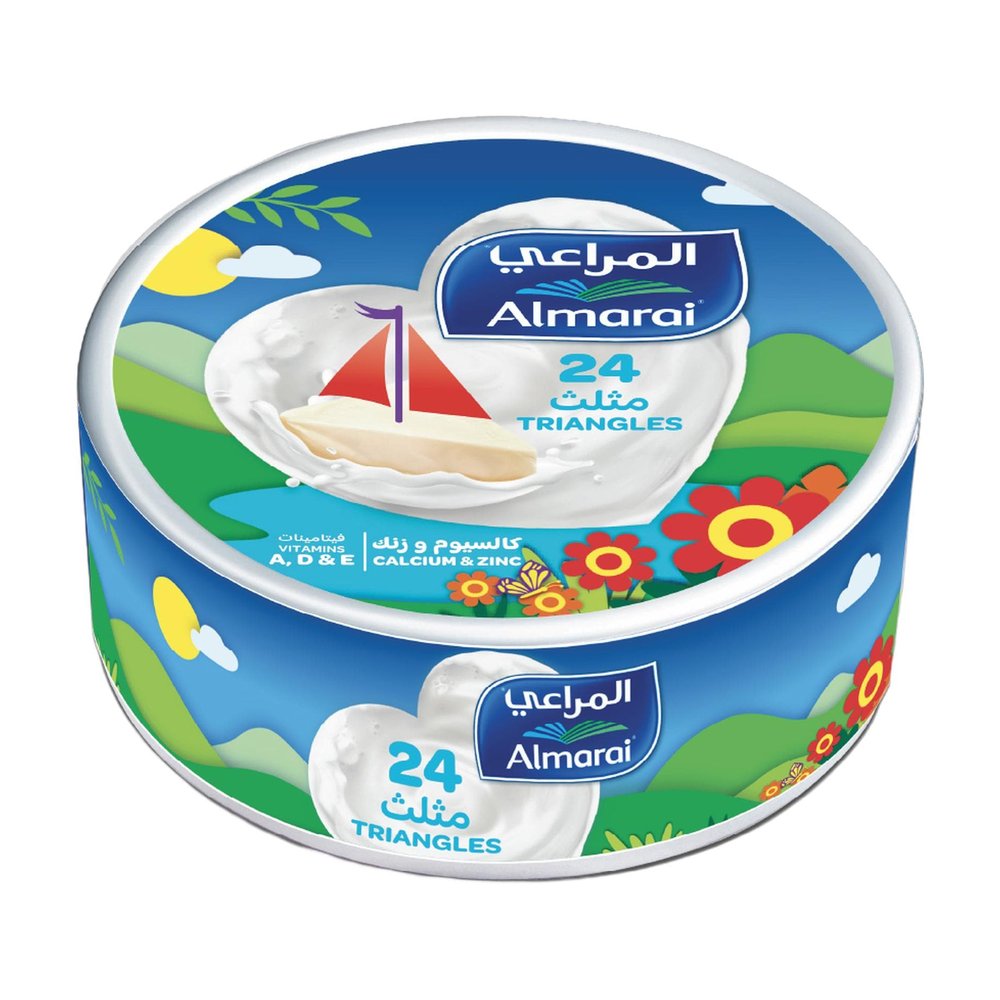 المراعي
Almarai
24
مثلث
TRIANGLES
فيتامينات
VITAMINS
A, D & E
كالسيوم و زنك
CALCIUM & ZINC
المراعي
Almarai
24
مثلث
TRIANGLES